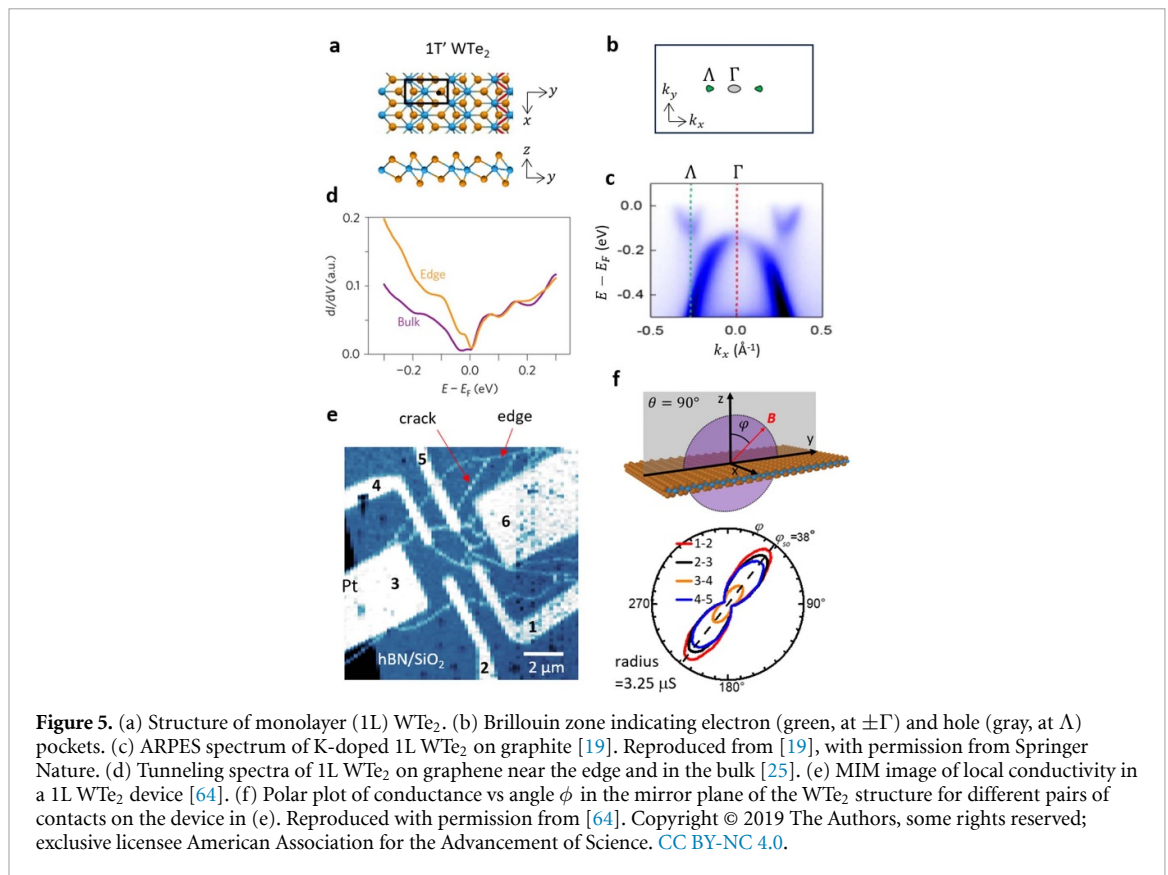 a
1T′ WTe₂
y
x
z
y
b
Λ Γ
k_y
k_x
c
Λ Γ
0.0
-0.2
-0.4
E − E_F (eV)
-0.5 0.0 0.5
k_x (Å⁻¹)
d
0.2
0.1
0.0
dI/dV (a.u.)
Edge
Bulk
−0.2 0.0 0.2
E − E_F (eV)
e
crack edge
5
4
6
Pt 3
1
hBN/SiO₂ 2 2 μm
f
θ = 90°
z
B
φ
y
x
φ
φ_so=38°
1-2
2-3
3-4
4-5
270 90°
radius
=3.25 μS
180°
Figure 5. (a) Structure of monolayer (1L) WTe₂. (b) Brillouin zone indicating electron (green, at ±Γ) and hole (gray, at Λ)
pockets. (c) ARPES spectrum of K-doped 1L WTe₂ on graphite [19]. Reproduced from [19], with permission from Springer
Nature. (d) Tunneling spectra of 1L WTe₂ on graphene near the edge and in the bulk [25]. (e) MIM image of local conductivity in
a 1L WTe₂ device [64]. (f) Polar plot of conductance vs angle ϕ in the mirror plane of the WTe₂ structure for different pairs of
contacts on the device in (e). Reproduced with permission from [64]. Copyright © 2019 The Authors, some rights reserved;
exclusive licensee American Association for the Advancement of Science. CC BY-NC 4.0.